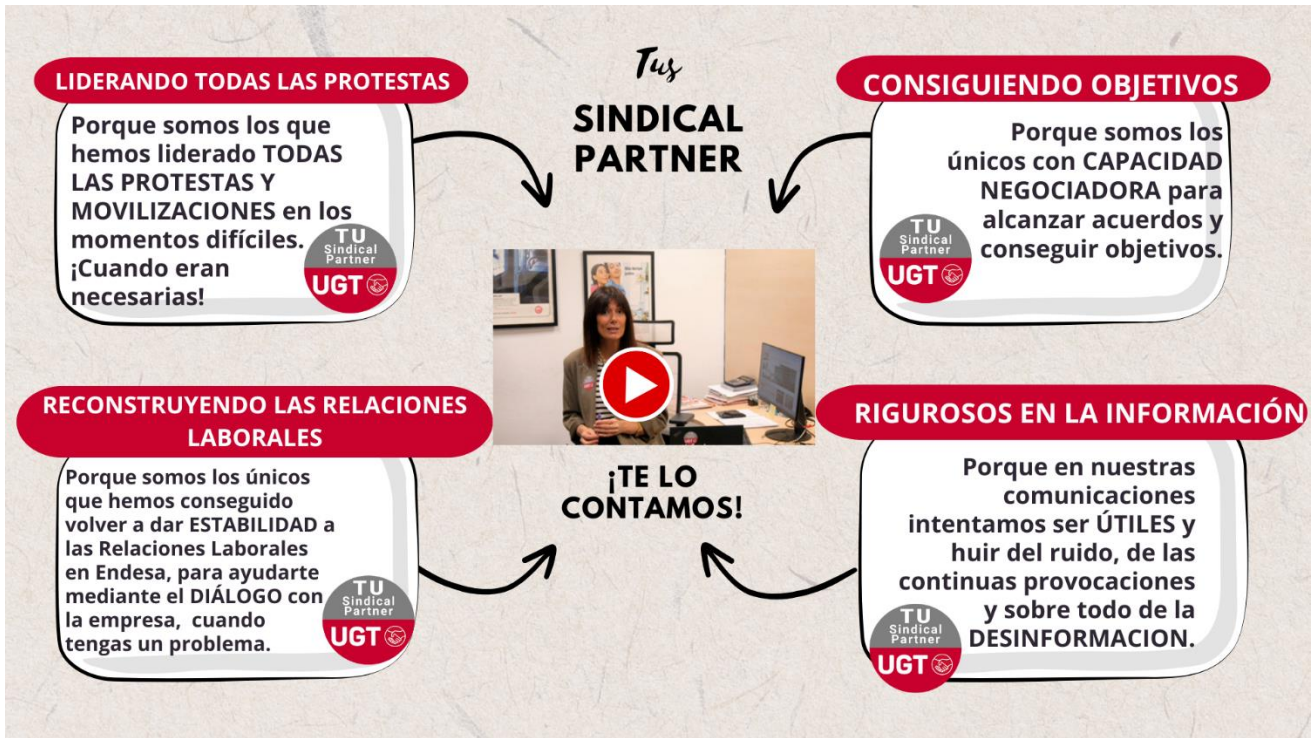 LIDERANDO TODAS LAS PROTESTAS
Porque somos los que
hemos liderado TODAS
LAS PROTESTAS Y
MOVILIZACIONES en los
momentos difíciles.
¡Cuando eran
necesarias!
TU
Sindical
Partner
UGT
Tus
SINDICAL
PARTNER
CONSIGUIENDO OBJETIVOS
Porque somos los
únicos con CAPACIDAD
NEGOCIADORA para
alcanzar acuerdos y
conseguir objetivos.
TU
Sindical
Partner
UGT
RECONSTRUYENDO LAS RELACIONES
LABORALES
Porque somos los únicos
que hemos conseguido
volver a dar ESTABILIDAD a
las Relaciones Laborales
en Endesa, para ayudarte
mediante el DIÁLOGO con
la empresa, cuando
tengas un problema.
TU
Sindical
Partner
UGT
¡TE LO
CONTAMOS!
RIGUROSOS EN LA INFORMACIÓN
Porque en nuestras
comunicaciones
intentamos ser ÚTILES y
huir del ruido, de las
continuas provocaciones
y sobre todo de la
DESINFORMACION.
TU
Sindical
Partner
UGT